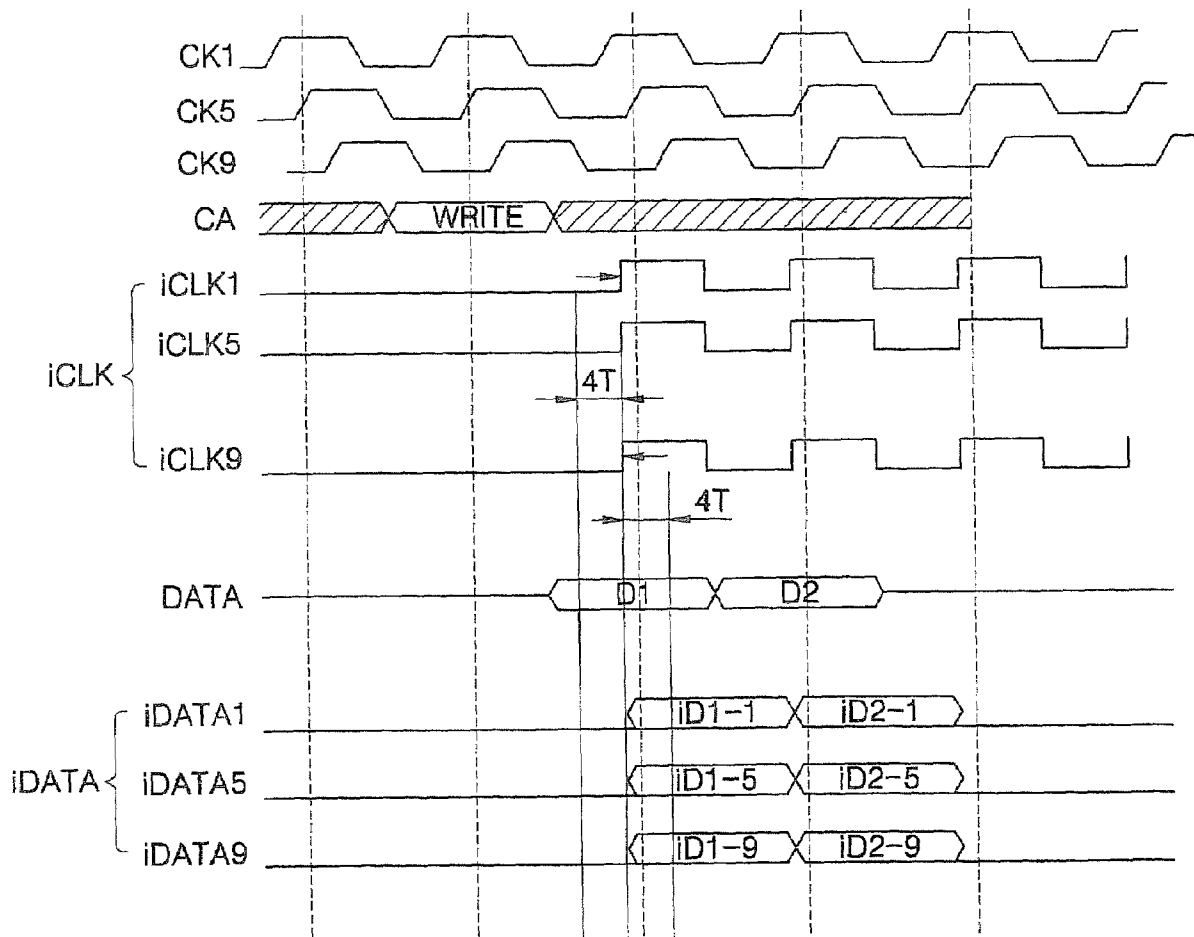 CK1
CK5
CK9
CA WRITE
iCLK1
iCLK5
iCLK
4T
iCLK9
4T
DATA D1 D2
iDATA1 iD1-1 iD2-1
iDATA iDATA5 iD1-5 iD2-5
iDATA9 iD1-9 iD2-9